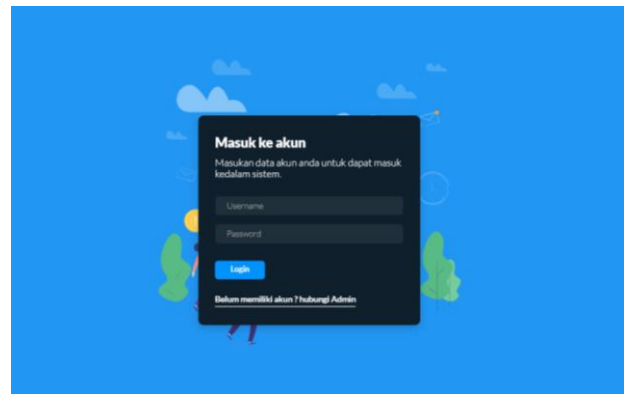 Masuk ke akun
Masukan data akun anda untuk dapat masuk
kedalam sistem.
Username
Password
Login
Belum memiliki akun ? hubungi Admin